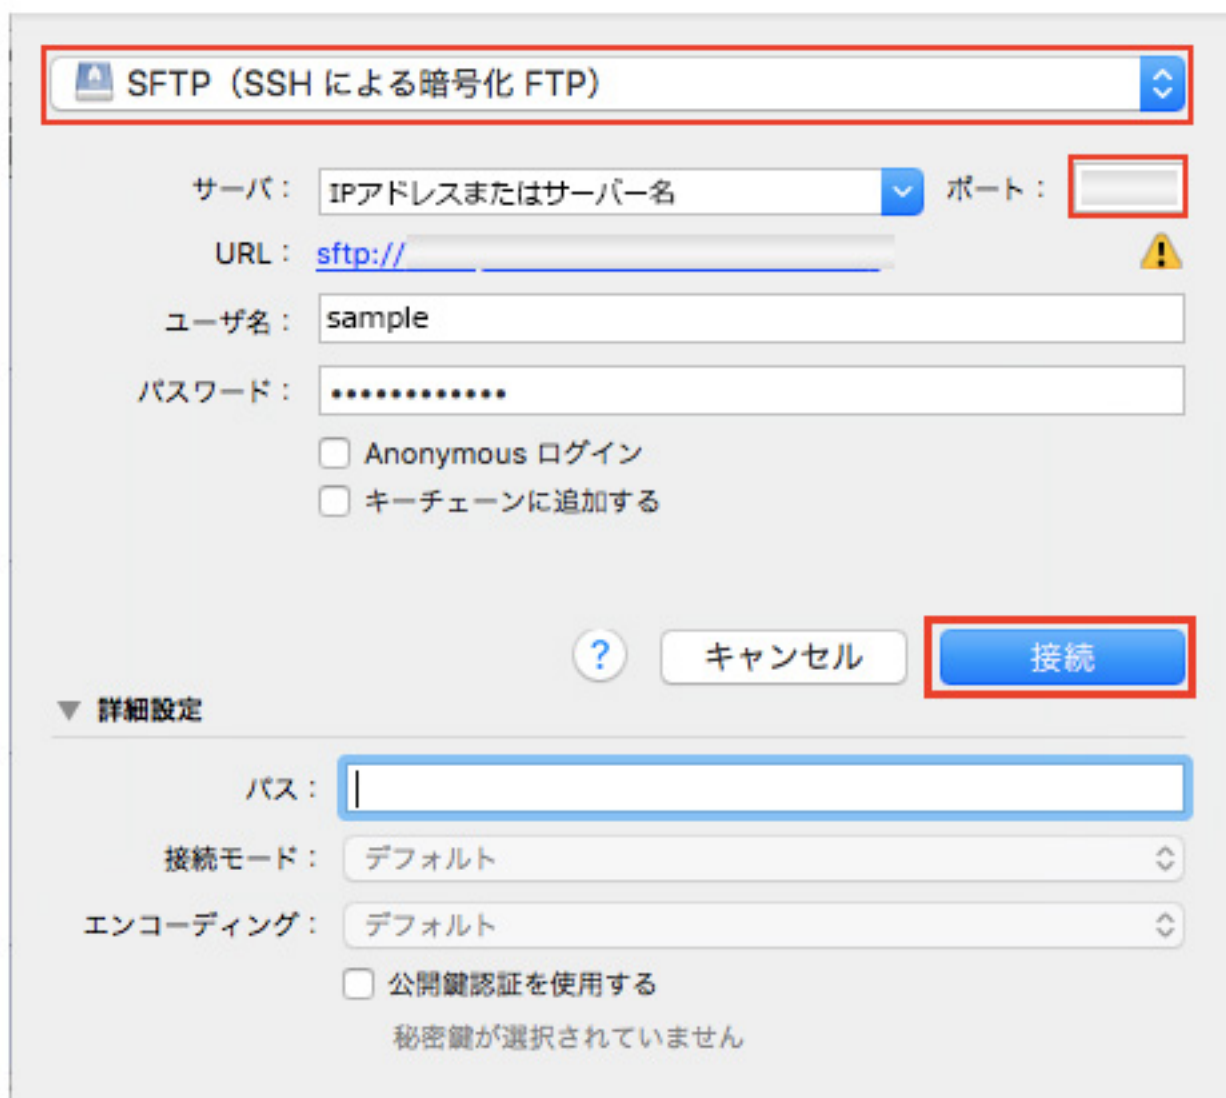 SFTP（SSH による暗号化 FTP）
サーバ： IPアドレスまたはサーバー名 ポート：
URL： sftp://
ユーザ名： sample
パスワード： ••••••••••••
Anonymous ログイン
キーチェーンに追加する
? キャンセル 接続
詳細設定
パス：
接続モード： デフォルト
エンコーディング： デフォルト
公開鍵認証を使用する
秘密鍵が選択されていません